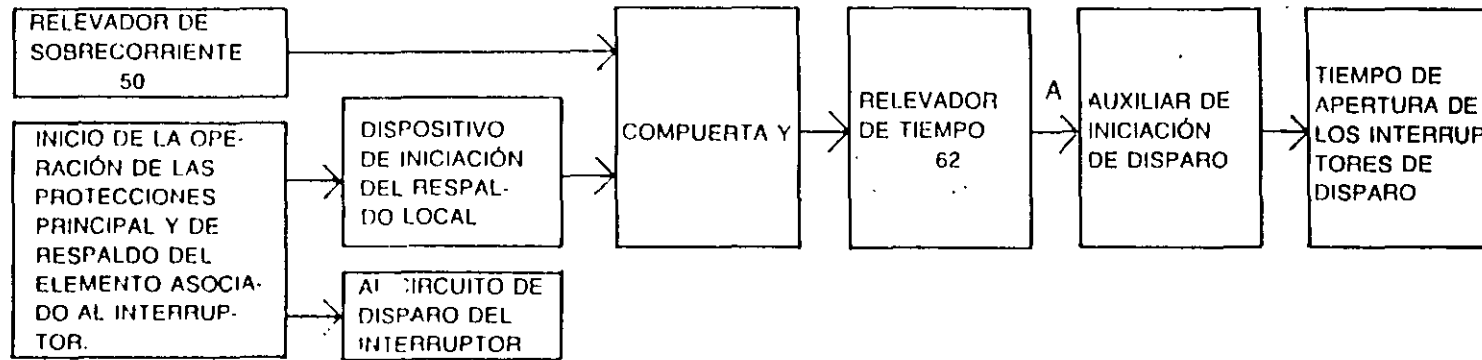 RELEVADOR DE
SOBRECORRIENTE
50
INICIO DE LA OPE-
RACIÓN DE LAS
PROTECCIONES
PRINCIPAL Y DE
RESPALDO DEL
ELEMENTO ASOCIA-
DO AL INTERRUP-
TOR.
DISPOSITIVO
DE INICIACIÓN
DEL RESPAL-
DO LOCAL
AL CIRCUITO DE
DISPARO DEL
INTERRUPTOR
COMPUERTA Y
RELEVADOR
DE TIEMPO
62
A
AUXILIAR DE
INICIACIÓN
DE DISPARO
TIEMPO DE
APERTURA DE
LOS INTERRUP
TORES DE
DISPARO